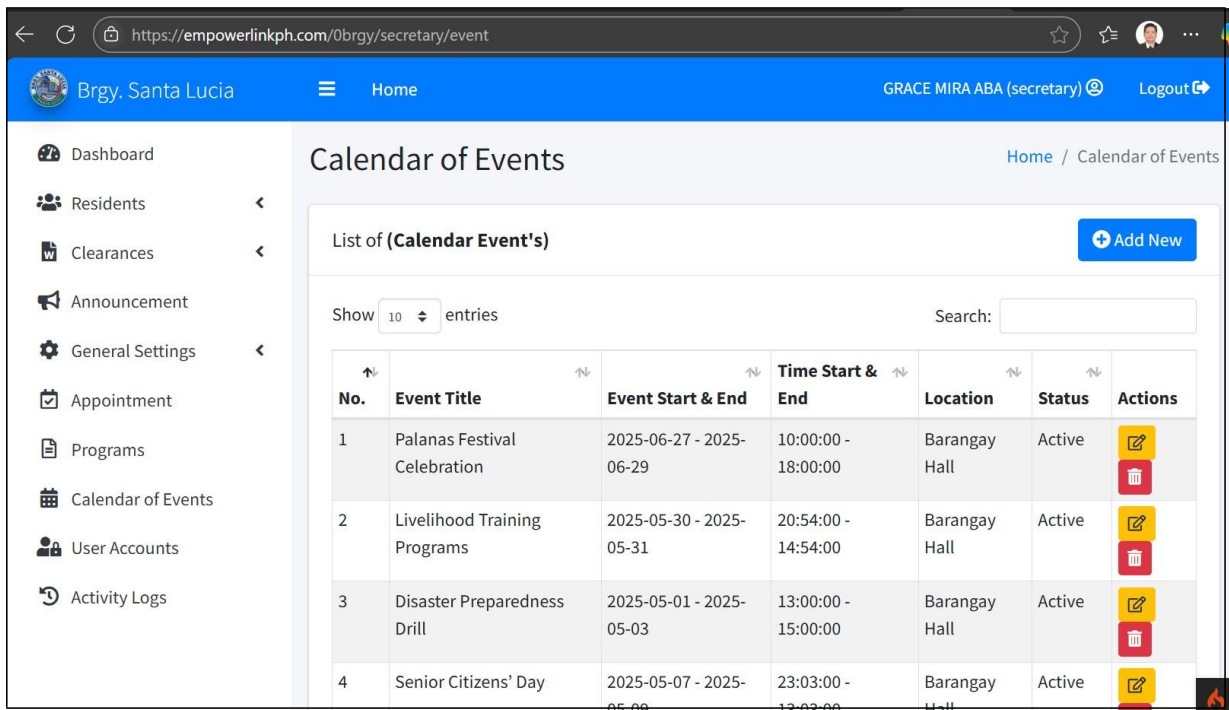 https://empowerlinkph.com/0brgy/secretary/event
Brgy. Santa Lucia
Home
GRACE MIRA ABA (secretary)
Logout
Dashboard
Residents
Clearances
Announcement
General Settings
Appointment
Programs
Calendar of Events
User Accounts
Activity Logs
Calendar of Events
Home / Calendar of Events
List of (Calendar Event's)
Add New
Show 10 entries
Search:
No. Event Title Event Start & End Time Start & End Location Status Actions
1 Palanas Festival 2025-06-27 - 2025- 10:00:00 - Barangay Active
Celebration 06-29 18:00:00 Hall
2 Livelihood Training 2025-05-30 - 2025- 20:54:00 - Barangay Active
Programs 05-31 14:54:00 Hall
3 Disaster Preparedness 2025-05-01 - 2025- 13:00:00 - Barangay Active
Drill 05-03 15:00:00 Hall
4 Senior Citizens' Day 2025-05-07 - 2025- 23:03:00 - Barangay Active
05-09 13:03:00 Hall